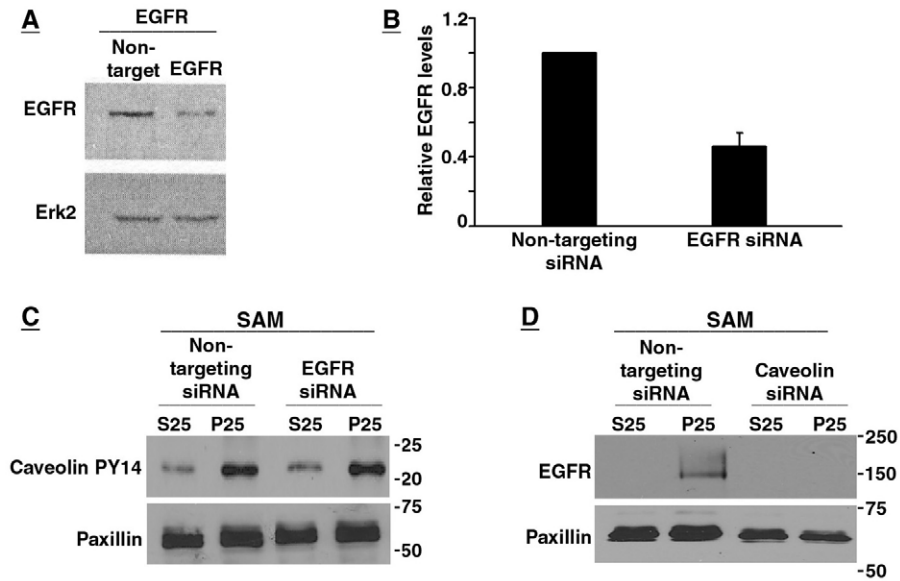 A
EGFR
Non-
target EGFR
EGFR
Erk2
B
Relative EGFR levels
1.2
0.8
0.4
0
Non-targeting
siRNA
EGFR siRNA
C
SAM
Non-
targeting
siRNA
EGFR
siRNA
S25 P25 S25 P25
Caveolin PY14
-25
-20
Paxillin
-75
-50
D
SAM
Non-
targeting
siRNA
Caveolin
siRNA
S25 P25 S25 P25
EGFR
-250
-150
Paxillin
-75
-50